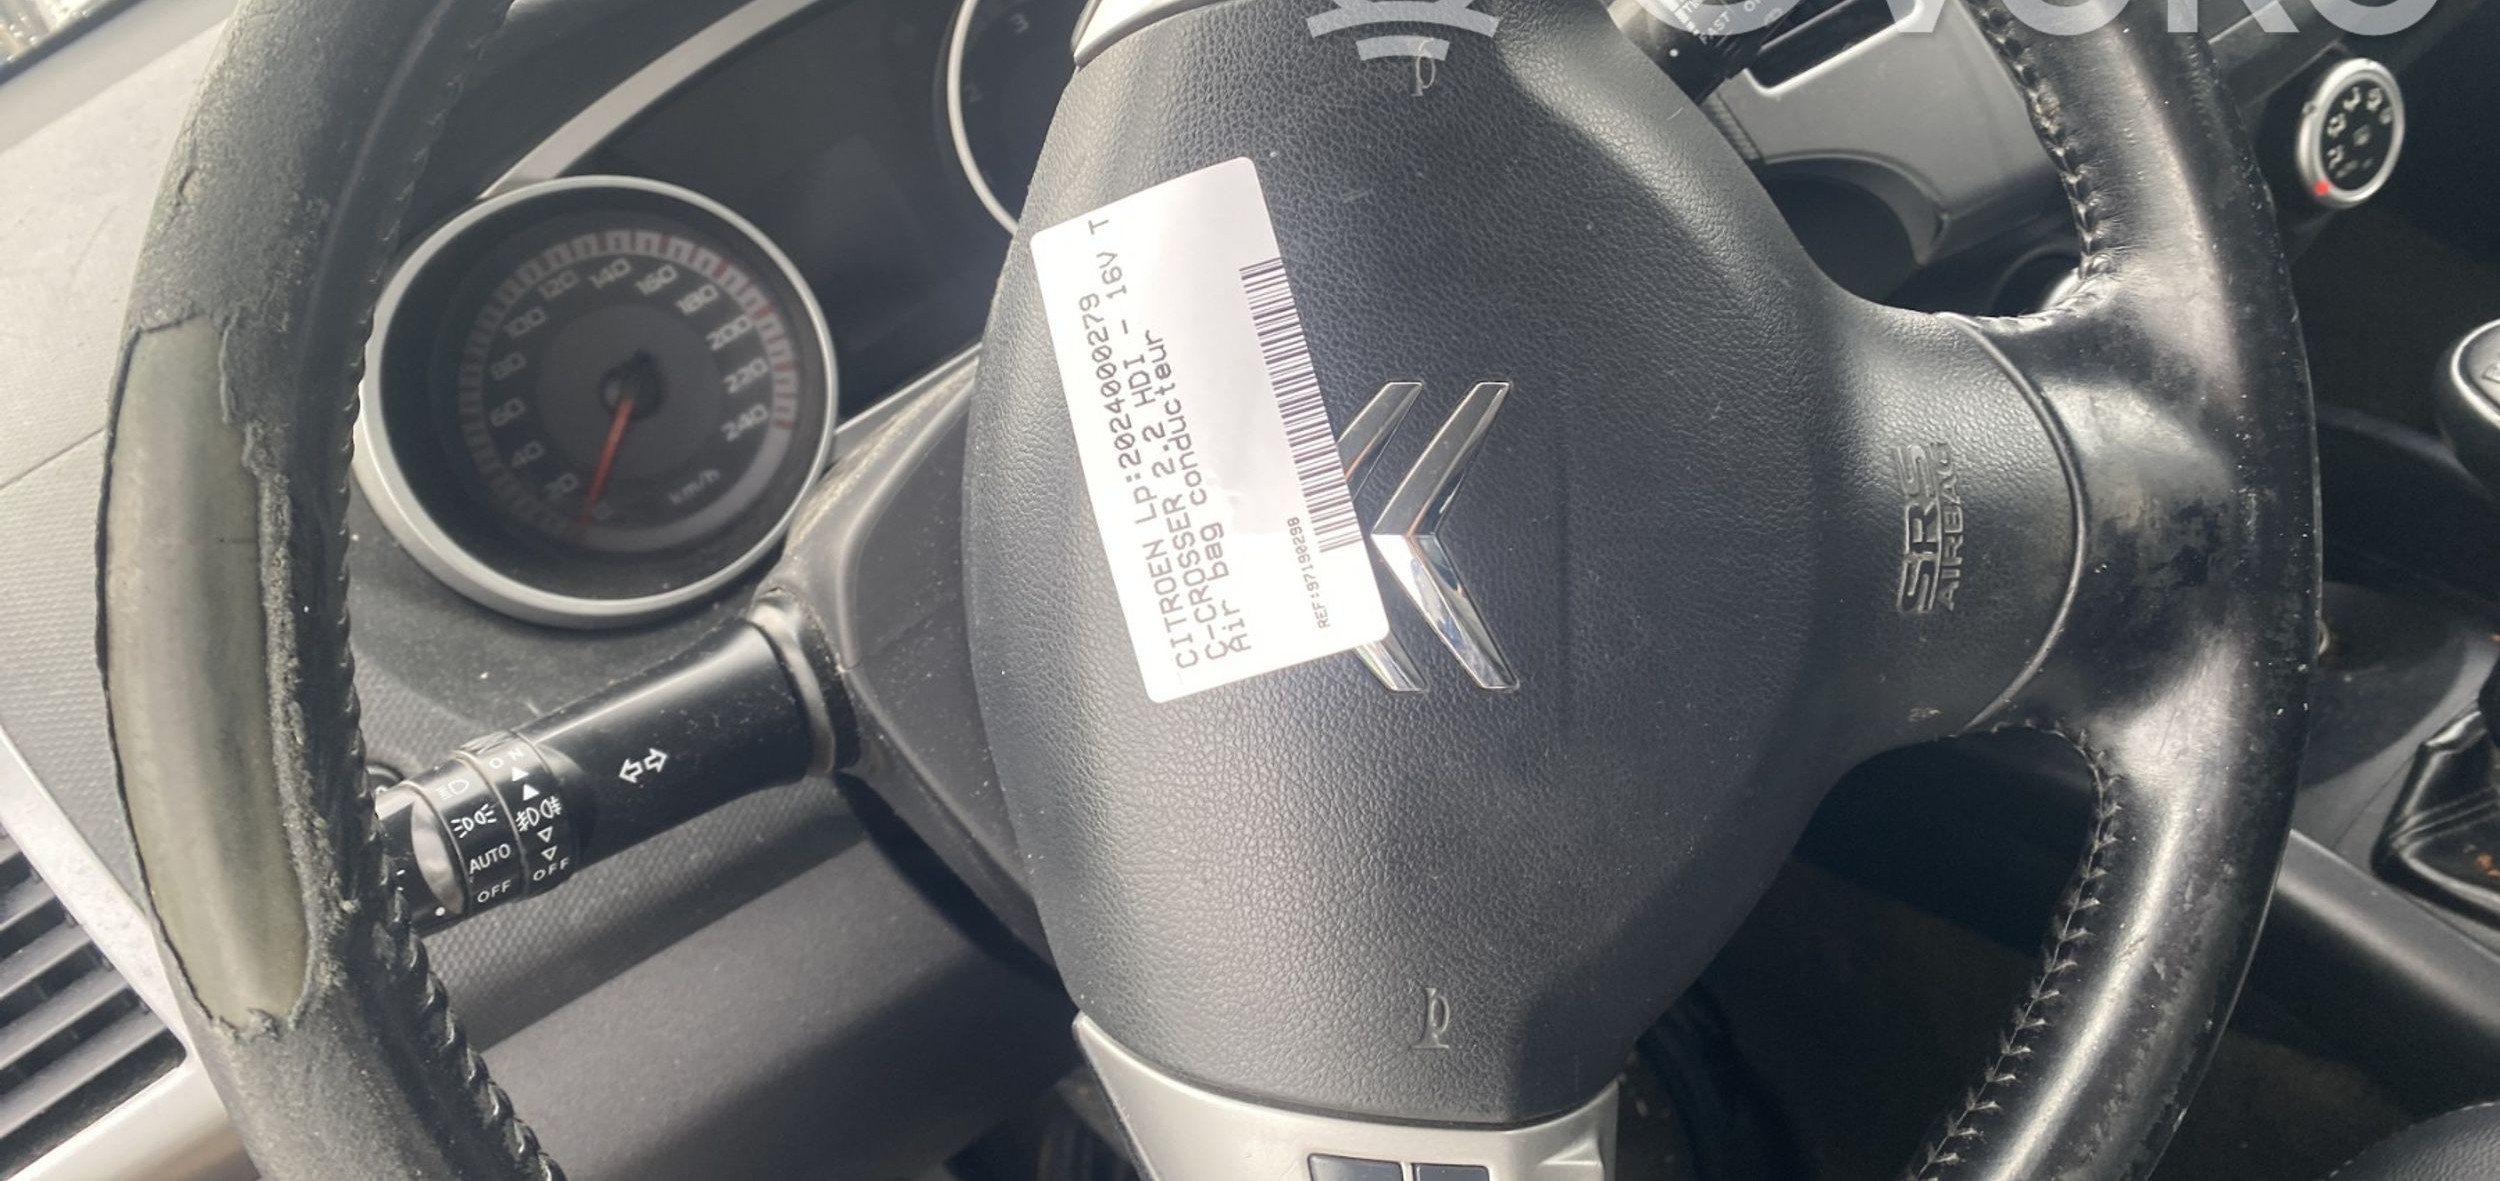 CITROEN Lp:20240000279
C-CROSSER 2.2 HDI - 16V T
Air bag conducteur
REF:97190298
SRS
AIRBAG
20
40
60
80
100
120
140
160
180
200
220
240
km/h
ON
AUTO
OFF
OFF
FAST